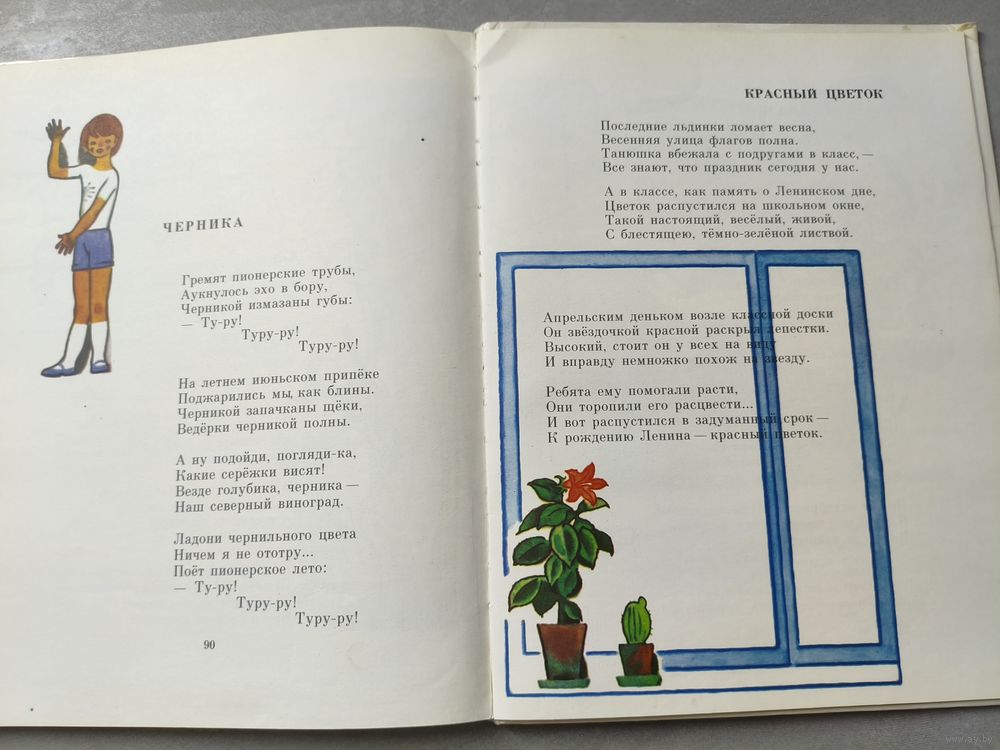 ЧЕРНИКА
Гремят пионерские трубы,
Аукнулось эхо в бору,
Черникой измазаны губы:
— Ту-ру!
Туру-ру!
Туру-ру!
На летнем июньском припёке
Поджарились мы, как блины.
Черникой запачканы щёки,
Ведёрки черникой полны.
А ну подойди, погляди-ка,
Какие серёжки висят!
Везде голубика, черника —
Наш северный виноград.
Ладони чернильного цвета
Ничем я не ототру...
Поёт пионерское лето:
— Ту-ру!
Туру-ру!
Туру-ру!
90
КРАСНЫЙ ЦВЕТОК
Последние льдинки ломает весна,
Весенняя улица флагов полна.
Танюшка вбежала с подругами в класс, —
Все знают, что праздник сегодня у нас.
А в классе, как память о Ленинском дне,
Цветок распустился на школьном окне,
Такой настоящий, весёлый, живой,
С блестящею, тёмно-зелёной листвой.
Апрельским деньком возле классной доски
Он звёздочкой красной раскрыл лепестки.
Высокий, стоит он у всех на виду
И вправду немножко похож на звезду.
Ребята ему помогали расти,
Они торопили его расцвести...
И вот распустился в задуманный срок —
К рождению Ленина — красный цветок.
www.ay.by